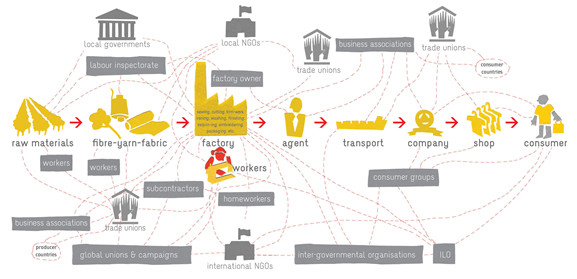 local governments
local NGOs
trade unions
business associations
trade unions
consumer
countries
labour inspectorate
factory owner
raw materials
fibre-yarn-fabric
factory
agent
transport
company
shop
consumer
workers
workers
workers
subcontractors
homeworkers
consumer groups
business associations
trade unions
producer
countries
global unions & campaigns
international NGOs
inter-governmental organisations
ILO